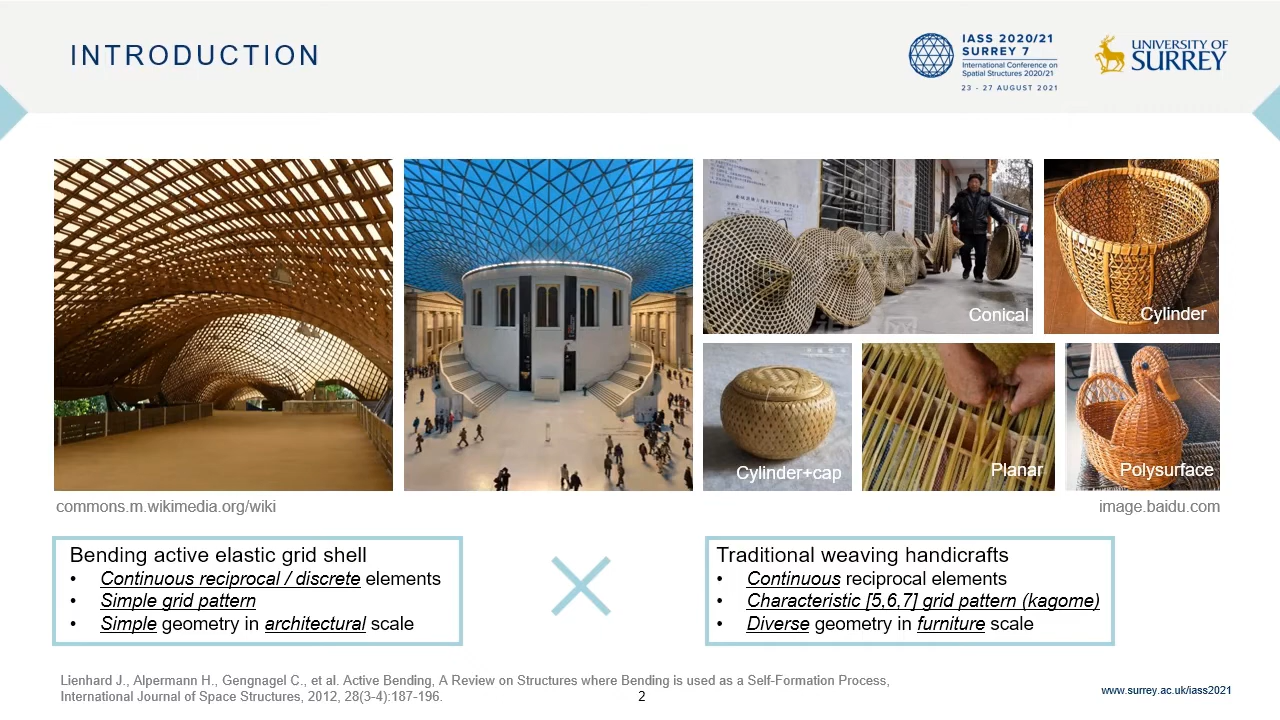 INTRODUCTION
IASS 2020/21
SURREY 7
International Conference on
Spatial Structures 2020/21
23 - 27 AUGUST 2021
UNIVERSITY OF
SURREY
Conical
Cylinder
Cylinder+cap
Planar
Polysurface
commons.m.wikimedia.org/wiki
image.baidu.com
Bending active elastic grid shell
• Continuous reciprocal / discrete elements
• Simple grid pattern
• Simple geometry in architectural scale
Traditional weaving handicrafts
• Continuous reciprocal elements
• Characteristic [5,6,7] grid pattern (kagome)
• Diverse geometry in furniture scale
Lienhard J., Alpermann H., Gengnagel C., et al. Active Bending, A Review on Structures where Bending is used as a Self-Formation Process,
International Journal of Space Structures, 2012, 28(3-4):187-196.
2
www.surrey.ac.uk/iass2021